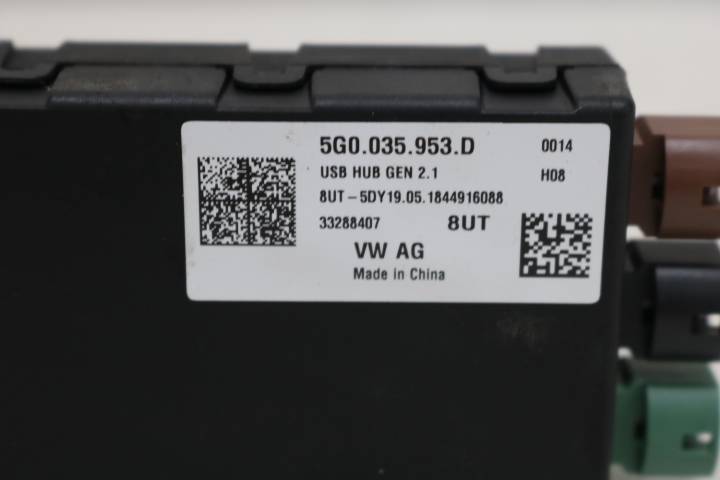 5G0.035.953.D 0014
USB HUB GEN 2.1 H08
8UT-5DY19.05.1844916088
33288407 8UT
VW AG
Made in China